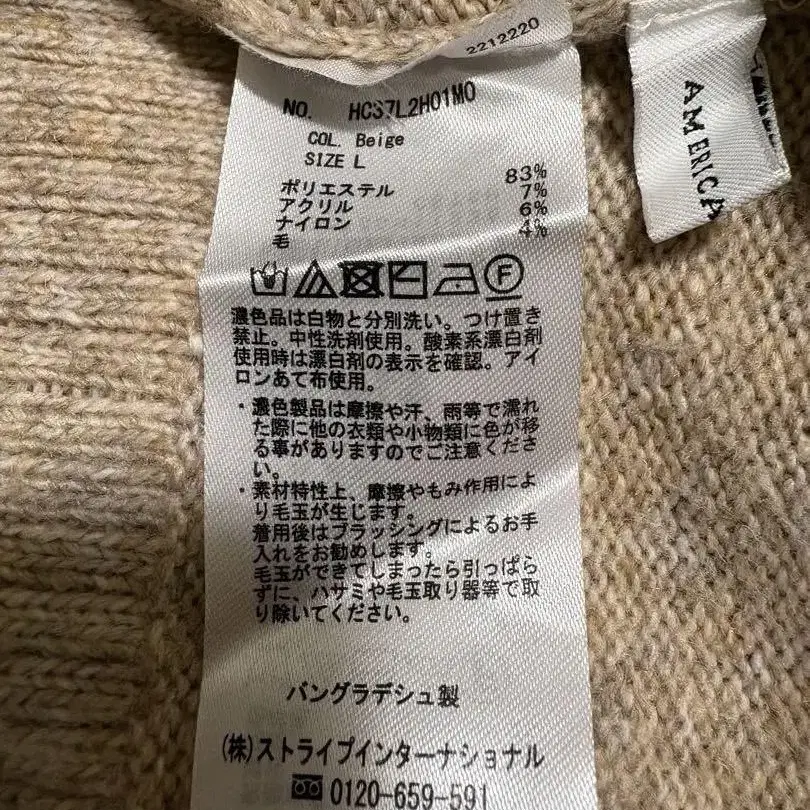 2212220
NO. HCS7L2H01M0
COL. Beige
SIZE L
ポリエステル 83%
アクリル 7%
ナイロン 6%
毛 4%
F
濃色品は白物と分別洗い。つけ置き
禁止。中性洗剤使用。酸素系漂白剤
使用時は漂白剤の表示を確認。アイ
ロンあて布使用。
・濃色製品は摩擦や汗、雨等で濡れ
た際に他の衣類や小物類に色が移
る事がありますのでご注意くださ
い。
・素材特性上、摩擦やもみ作用によ
り毛玉が生じます。
着用後はブラッシングによるお手
入れをお勧めします。
毛玉ができてしまったら引っぱら
ずに、ハサミや毛玉取り器等で取
り除いてください。
バングラデシュ製
(株)ストライプインターナショナル
0120-659-591
AMERICA